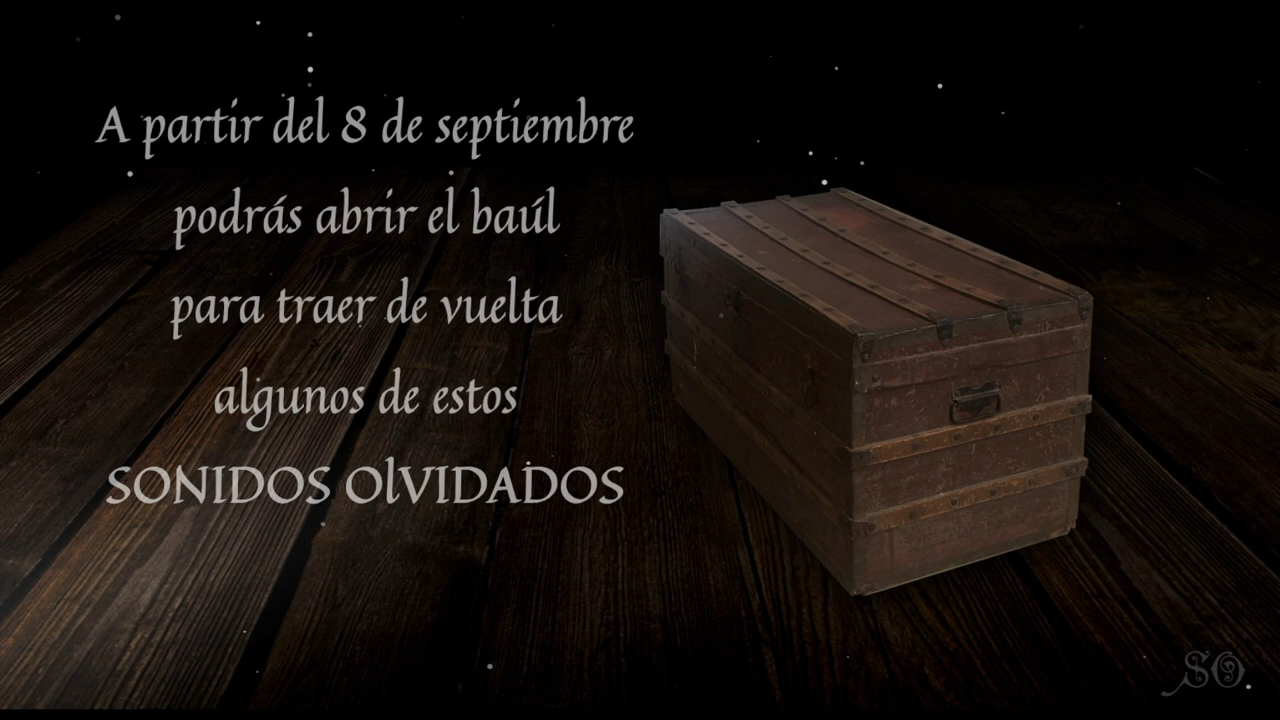 A partir del 8 de septiembre
podrás abrir el baúl
para traer de vuelta
algunos de estos
SONIDOS OlVIDADOS
SO